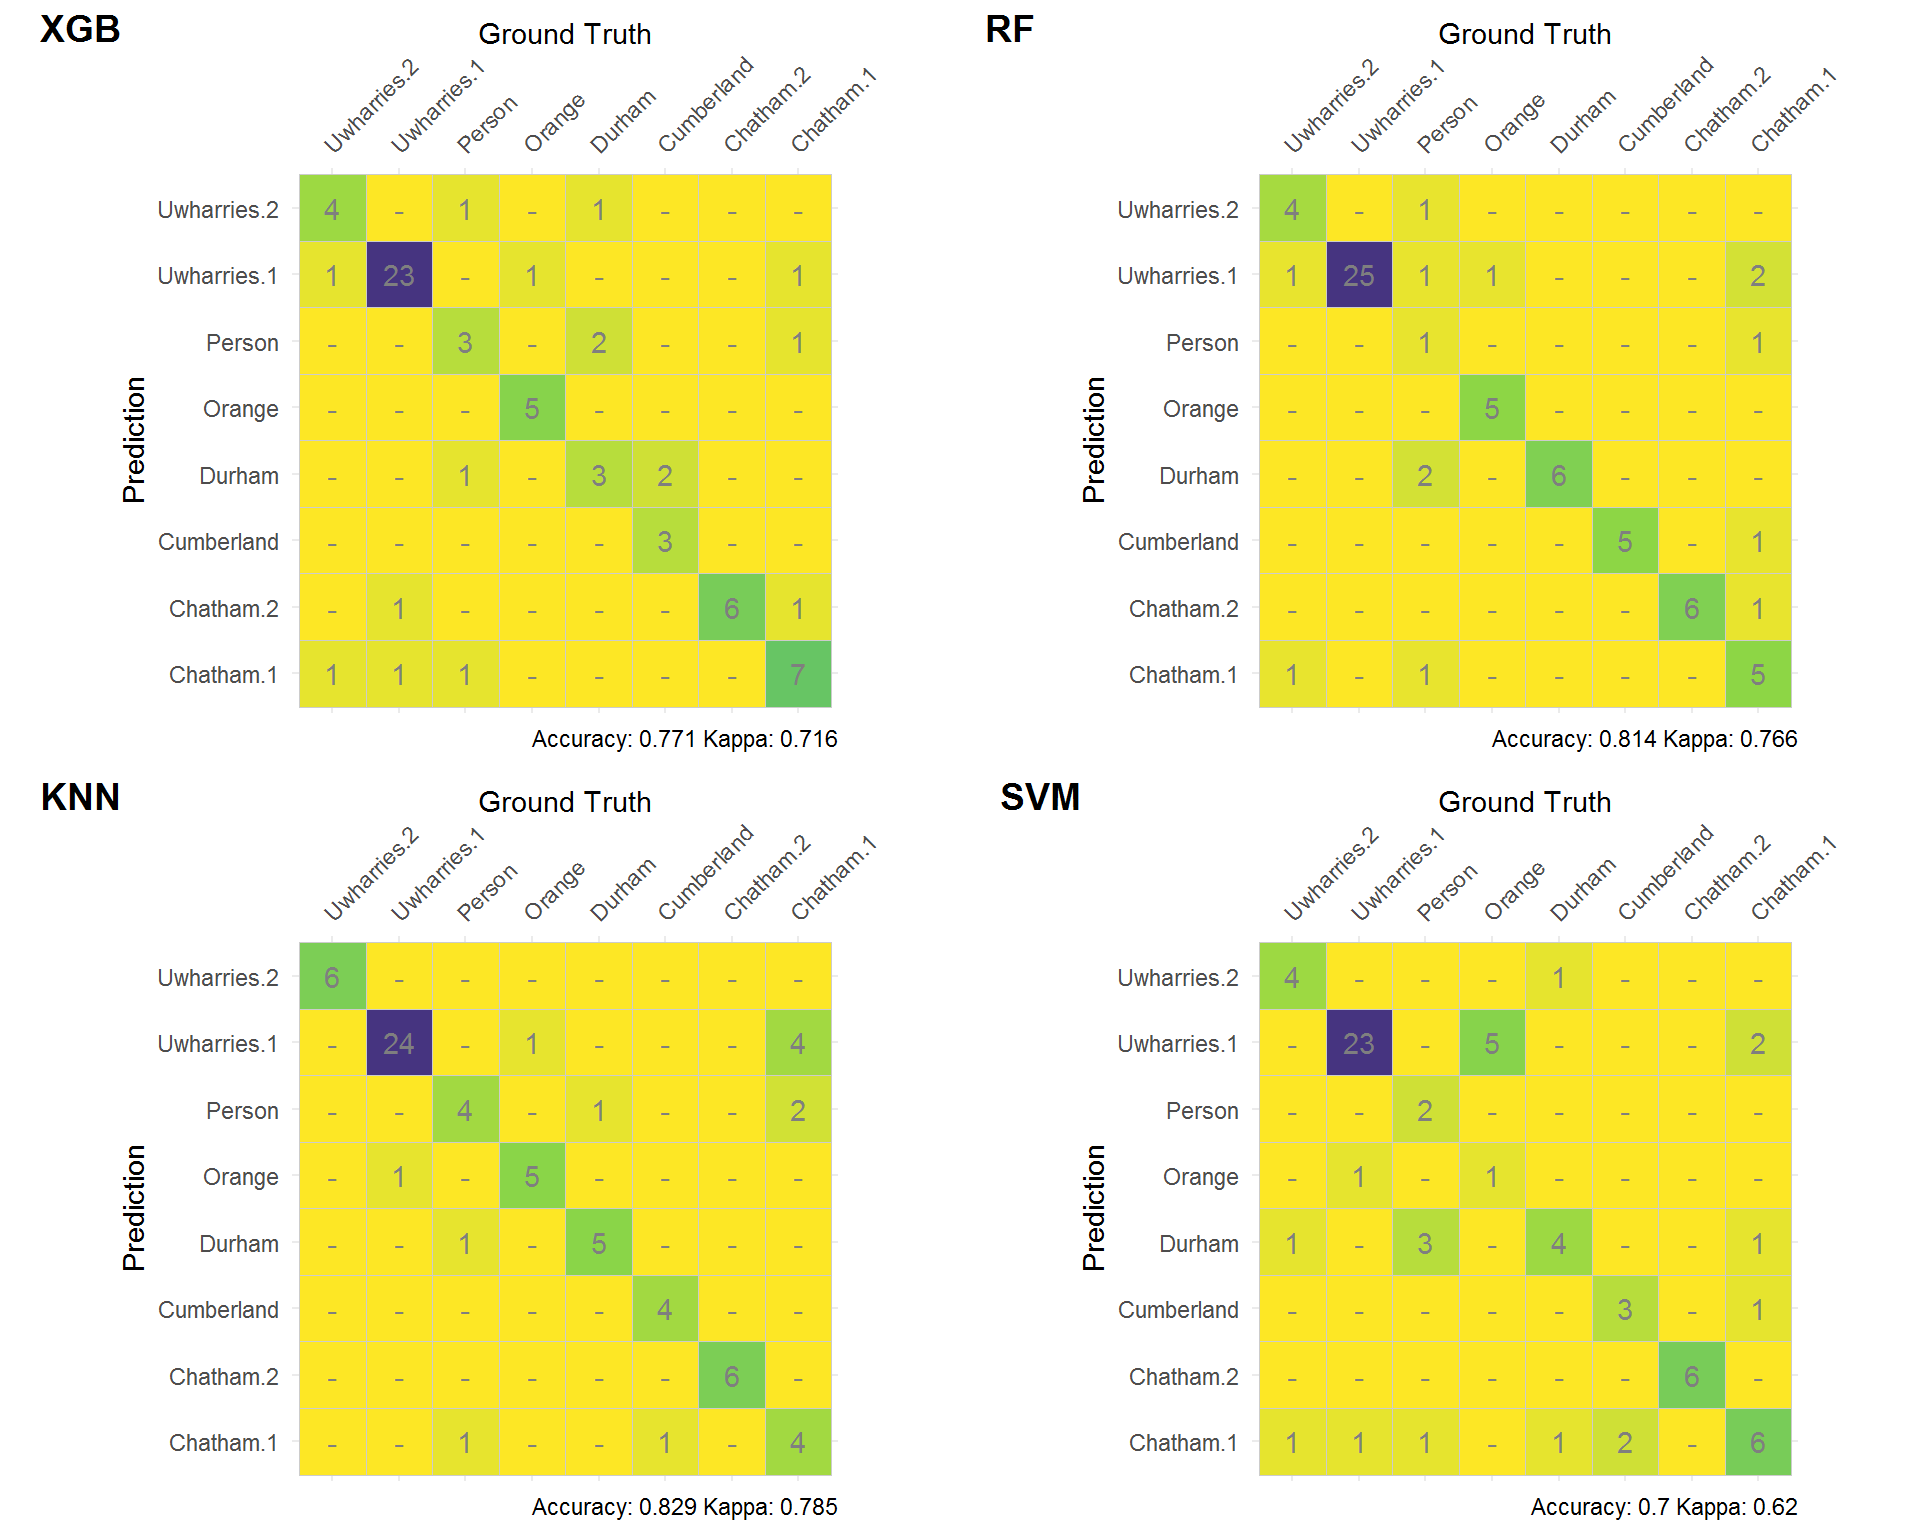 XGB
Ground Truth
Uwharries.2 Uwharries.1 Person Orange Durham Cumberland Chatham.2 Chatham.1
Prediction
Uwharries.2 4 - 1 - 1 - - -
Uwharries.1 1 23 - 1 - - - 1
Person - - 3 - 2 - - 1
Orange - - - 5 - - - -
Durham - - 1 - 3 2 - -
Cumberland - - - - - 3 - -
Chatham.2 - 1 - - - - 6 1
Chatham.1 1 1 1 - - - - 7
Accuracy: 0.771 Kappa: 0.716
RF
Ground Truth
Uwharries.2 Uwharries.1 Person Orange Durham Cumberland Chatham.2 Chatham.1
Prediction
Uwharries.2 4 - 1 - - - - -
Uwharries.1 1 25 1 1 - - - 2
Person - - 1 - - - - 1
Orange - - - 5 - - - -
Durham - - 2 - 6 - - -
Cumberland - - - - - 5 - 1
Chatham.2 - - - - - - 6 1
Chatham.1 1 - 1 - - - - 5
Accuracy: 0.814 Kappa: 0.766
KNN
Ground Truth
Uwharries.2 Uwharries.1 Person Orange Durham Cumberland Chatham.2 Chatham.1
Prediction
Uwharries.2 6 - - - - - - -
Uwharries.1 - 24 - 1 - - - 4
Person - - 4 - 1 - - 2
Orange - 1 - 5 - - - -
Durham - - 1 - 5 - - -
Cumberland - - - - - 4 - -
Chatham.2 - - - - - - 6 -
Chatham.1 - - 1 - - 1 - 4
Accuracy: 0.829 Kappa: 0.785
SVM
Ground Truth
Uwharries.2 Uwharries.1 Person Orange Durham Cumberland Chatham.2 Chatham.1
Prediction
Uwharries.2 4 - - - 1 - - -
Uwharries.1 - 23 - 5 - - - 2
Person - - 2 - - - - -
Orange - 1 - 1 - - - -
Durham 1 - 3 - 4 - - 1
Cumberland - - - - - 3 - 1
Chatham.2 - - - - - - 6 -
Chatham.1 1 1 1 - 1 2 - 6
Accuracy: 0.7 Kappa: 0.62